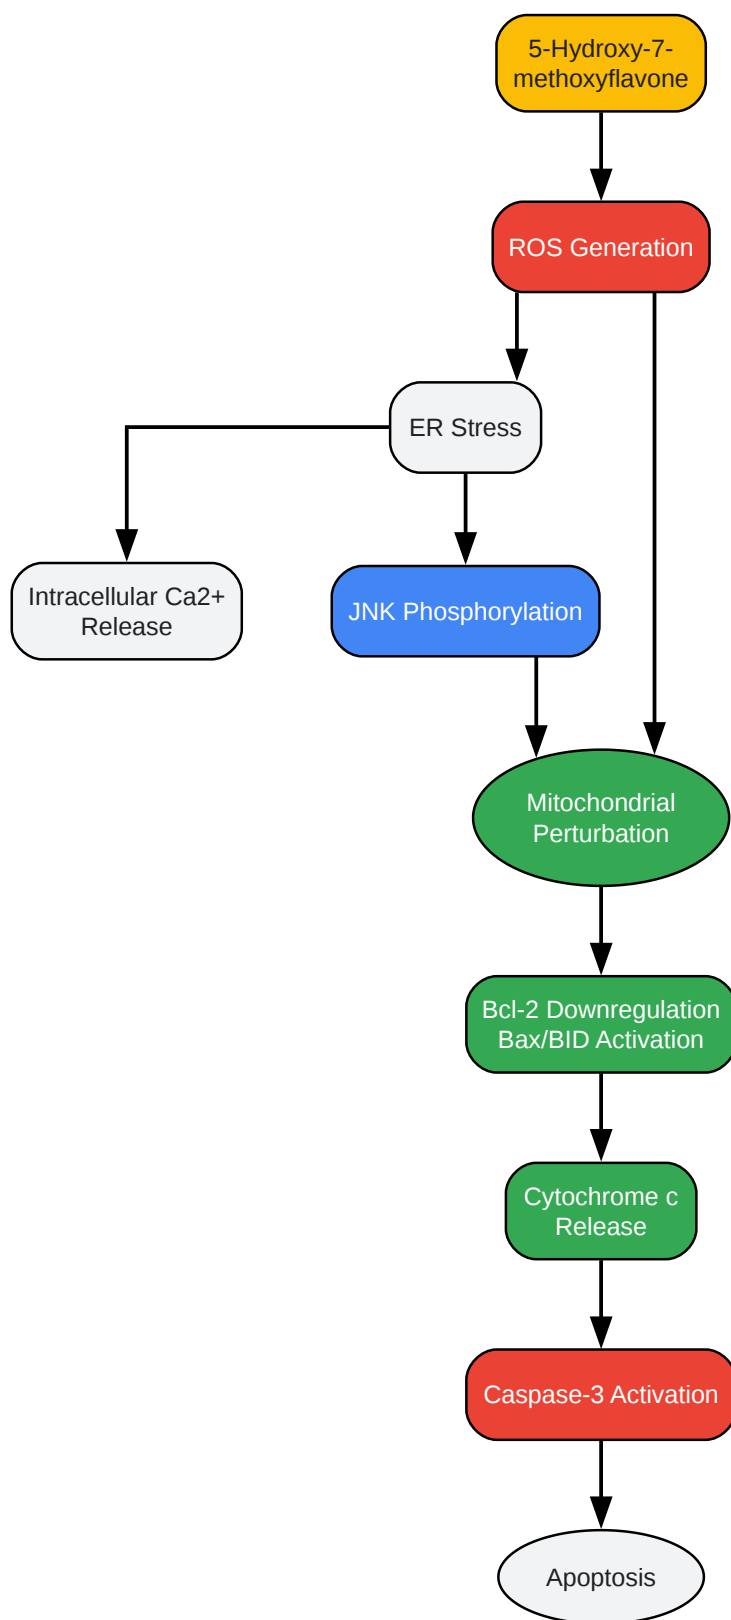 5-Hydroxy-7-
methoxyflavone
ROS Generation
ER Stress
Intracellular Ca2+
Release
JNK Phosphorylation
Mitochondrial
Perturbation
Bcl-2 Downregulation
Bax/BID Activation
Cytochrome c
Release
Caspase-3 Activation
Apoptosis